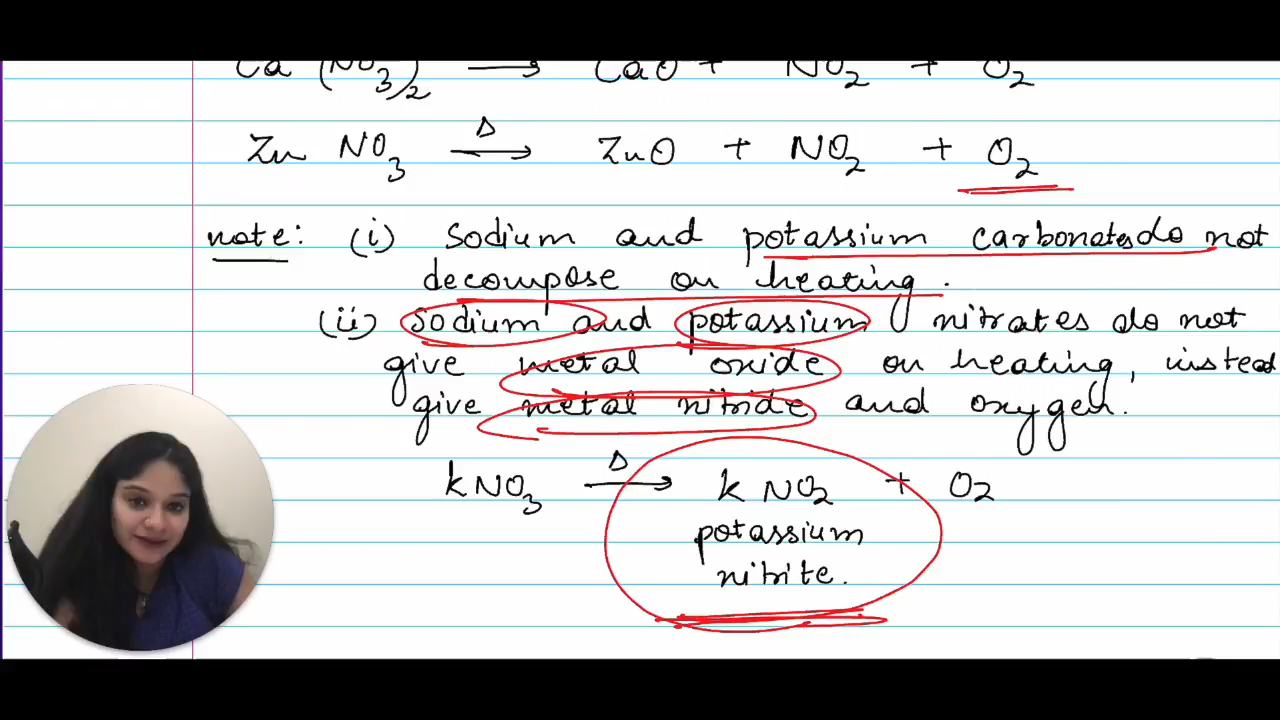 Ca (NO3)2 → CaO + NO2 + O2
Zn NO3 Δ→ ZnO + NO2 + O2
note: (i) sodium and potassium carbonates do not
decompose on heating.
(ii) sodium and potassium nitrates do not
give metal oxide on heating, instead
give metal nitride and oxygen.
kNO3 Δ→ kNO2 + O2
potassium
nitrite.